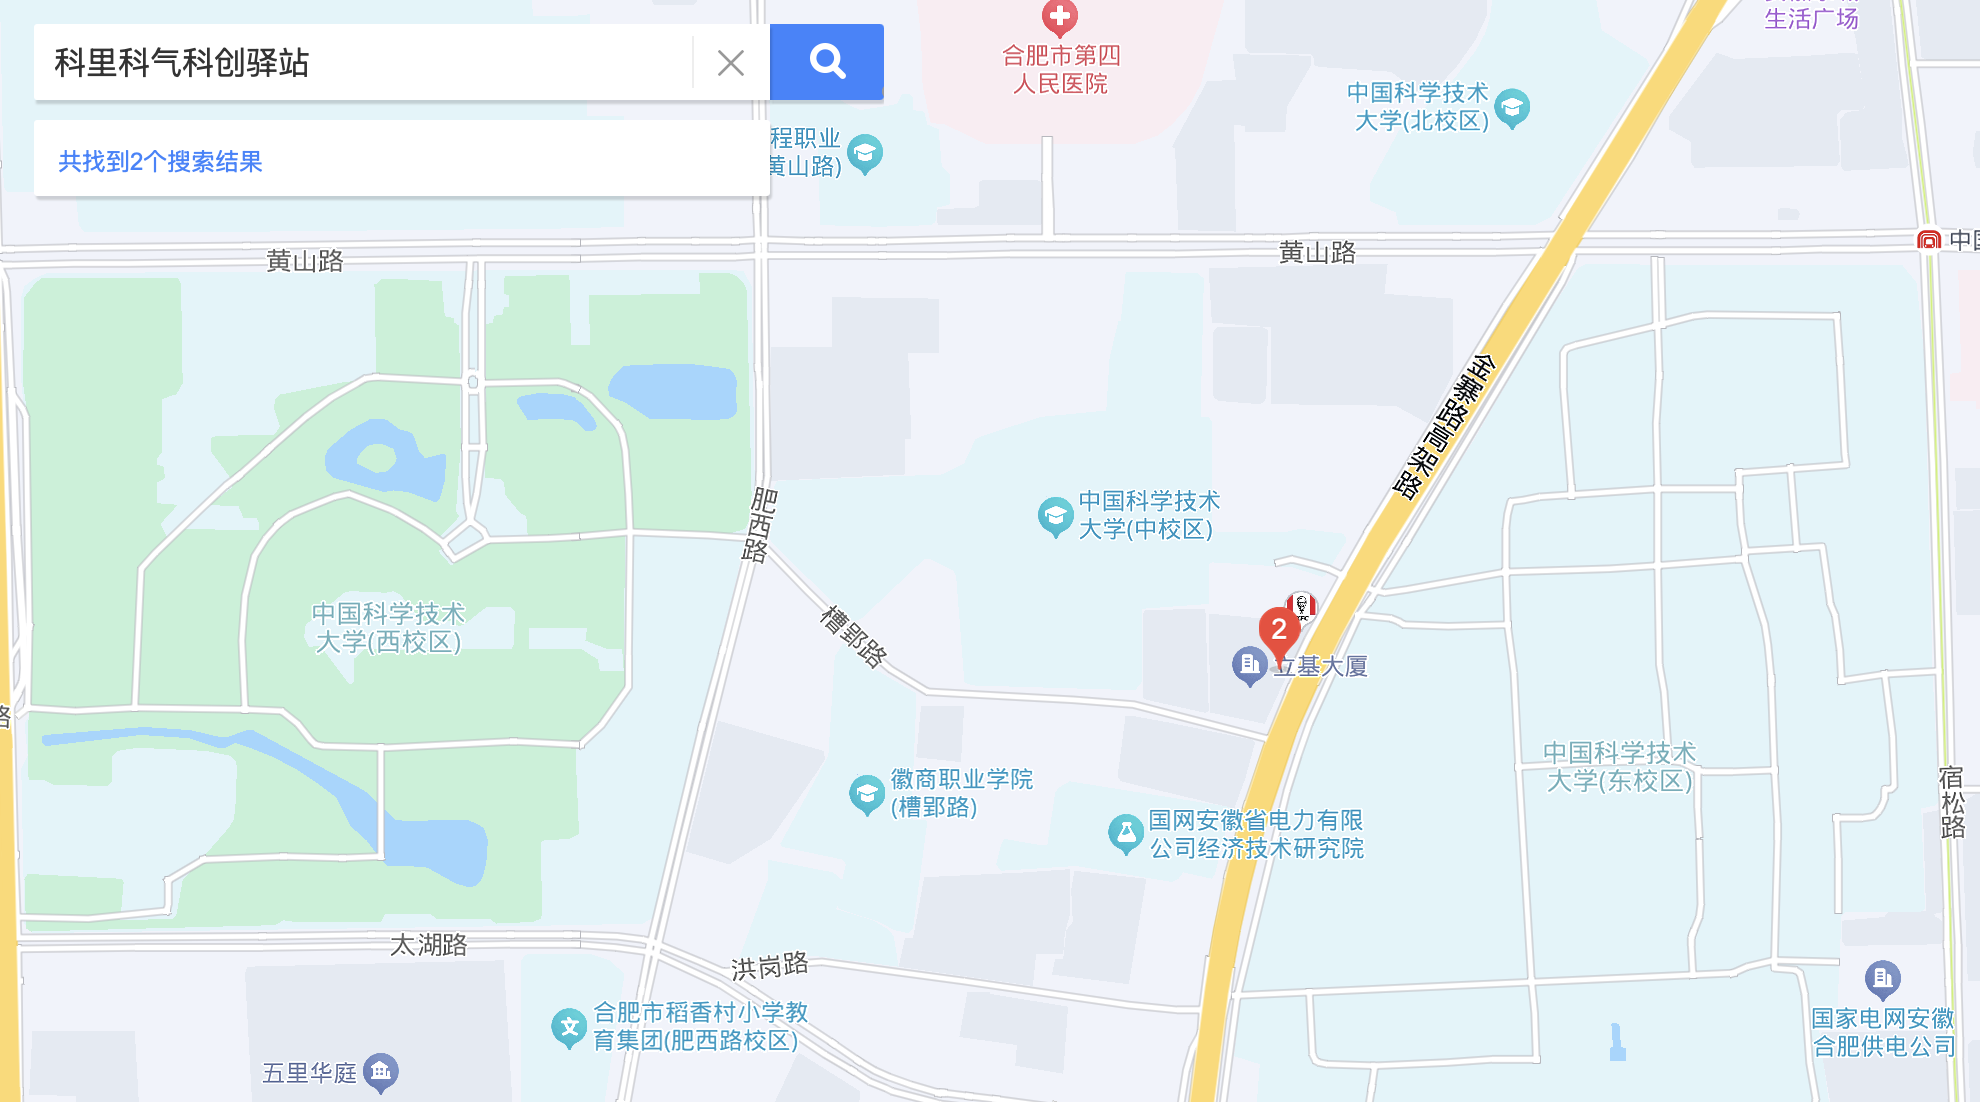 科里科气科创驿站
共找到2个搜索结果
合肥市第四
人民医院
生活广场
中国科学技术
大学(北校区)
程职业
黄山路)
黄山路
黄山路
中国
金寨路高架路
肥西路
中国科学技术
大学(中校区)
中国科学技术
大学(西校区)
槽郢路
2
立基大厦
路
徽商职业学院
(槽郢路)
国网安徽省电力有限
公司经济技术研究院
中国科学技术
大学(东校区)
宿松路
太湖路
洪岗路
合肥市稻香村小学教
育集团(肥西路校区)
五里华庭
国家电网安徽
合肥供电公司